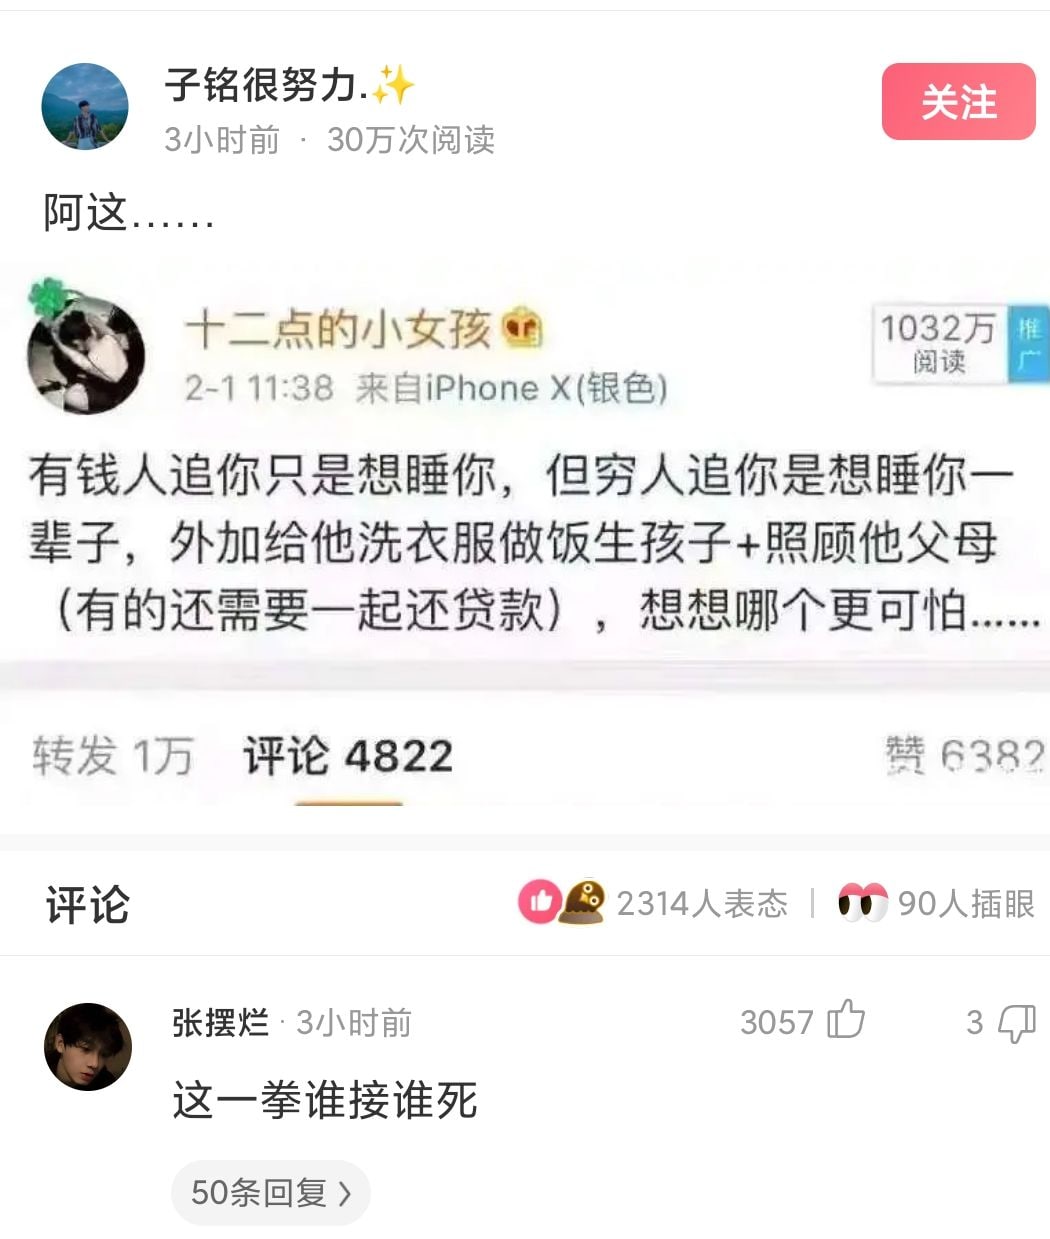 子铭很努力.✨
关注
3小时前 · 30万次阅读
阿这......
十二点的小女孩
1032万
阅读
推广
2-1 11:38 来自iPhone X(银色)
有钱人追你只是想睡你，但穷人追你是想睡你一
辈子，外加给他洗衣服做饭生孩子+照顾他父母
（有的还需要一起还贷款），想想哪个更可怕......
转发 1万 评论 4822 赞 6382
评论 2314人表态 | 90人插眼
张摆烂 · 3小时前 3057 3
这一拳谁接谁死
50条回复 >